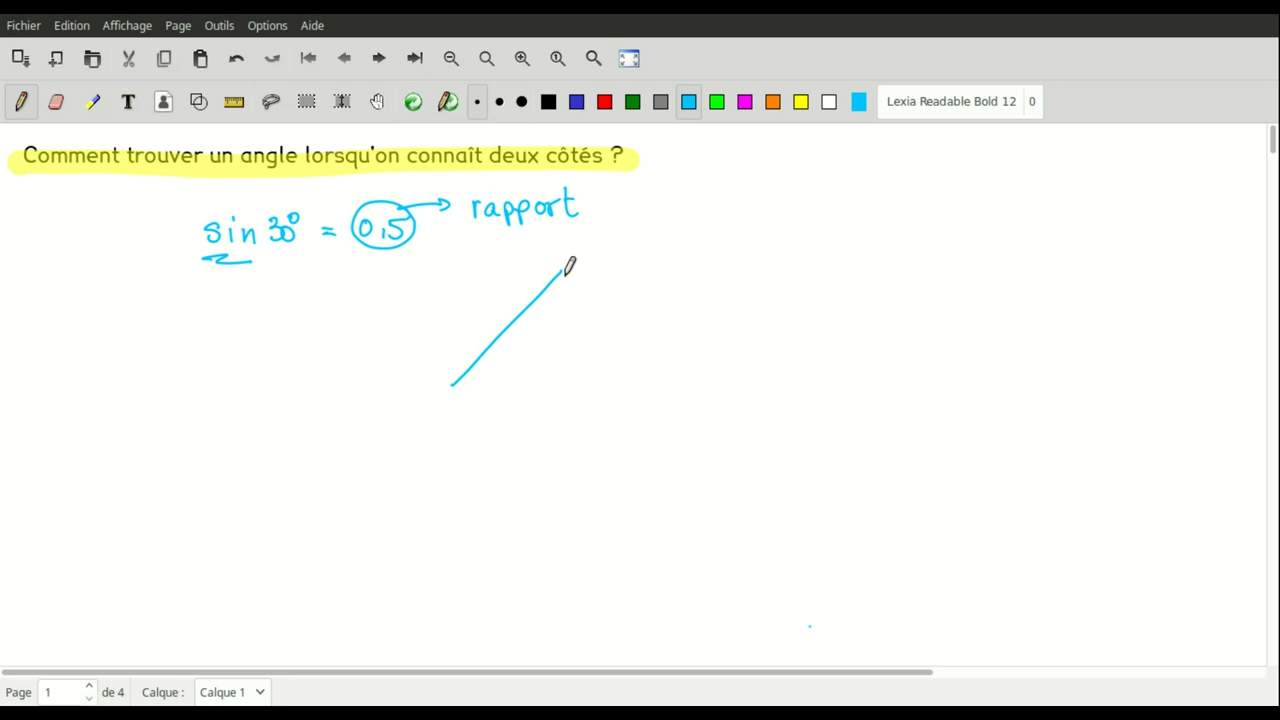 Fichier Edition Affichage Page Outils Options Aide
Lexia Readable Bold 12 0
Comment trouver un angle lorsqu'on connaît deux côtés ?
sin 30° = 0,5 → rapport
Page 1 de 4 Calque : Calque 1